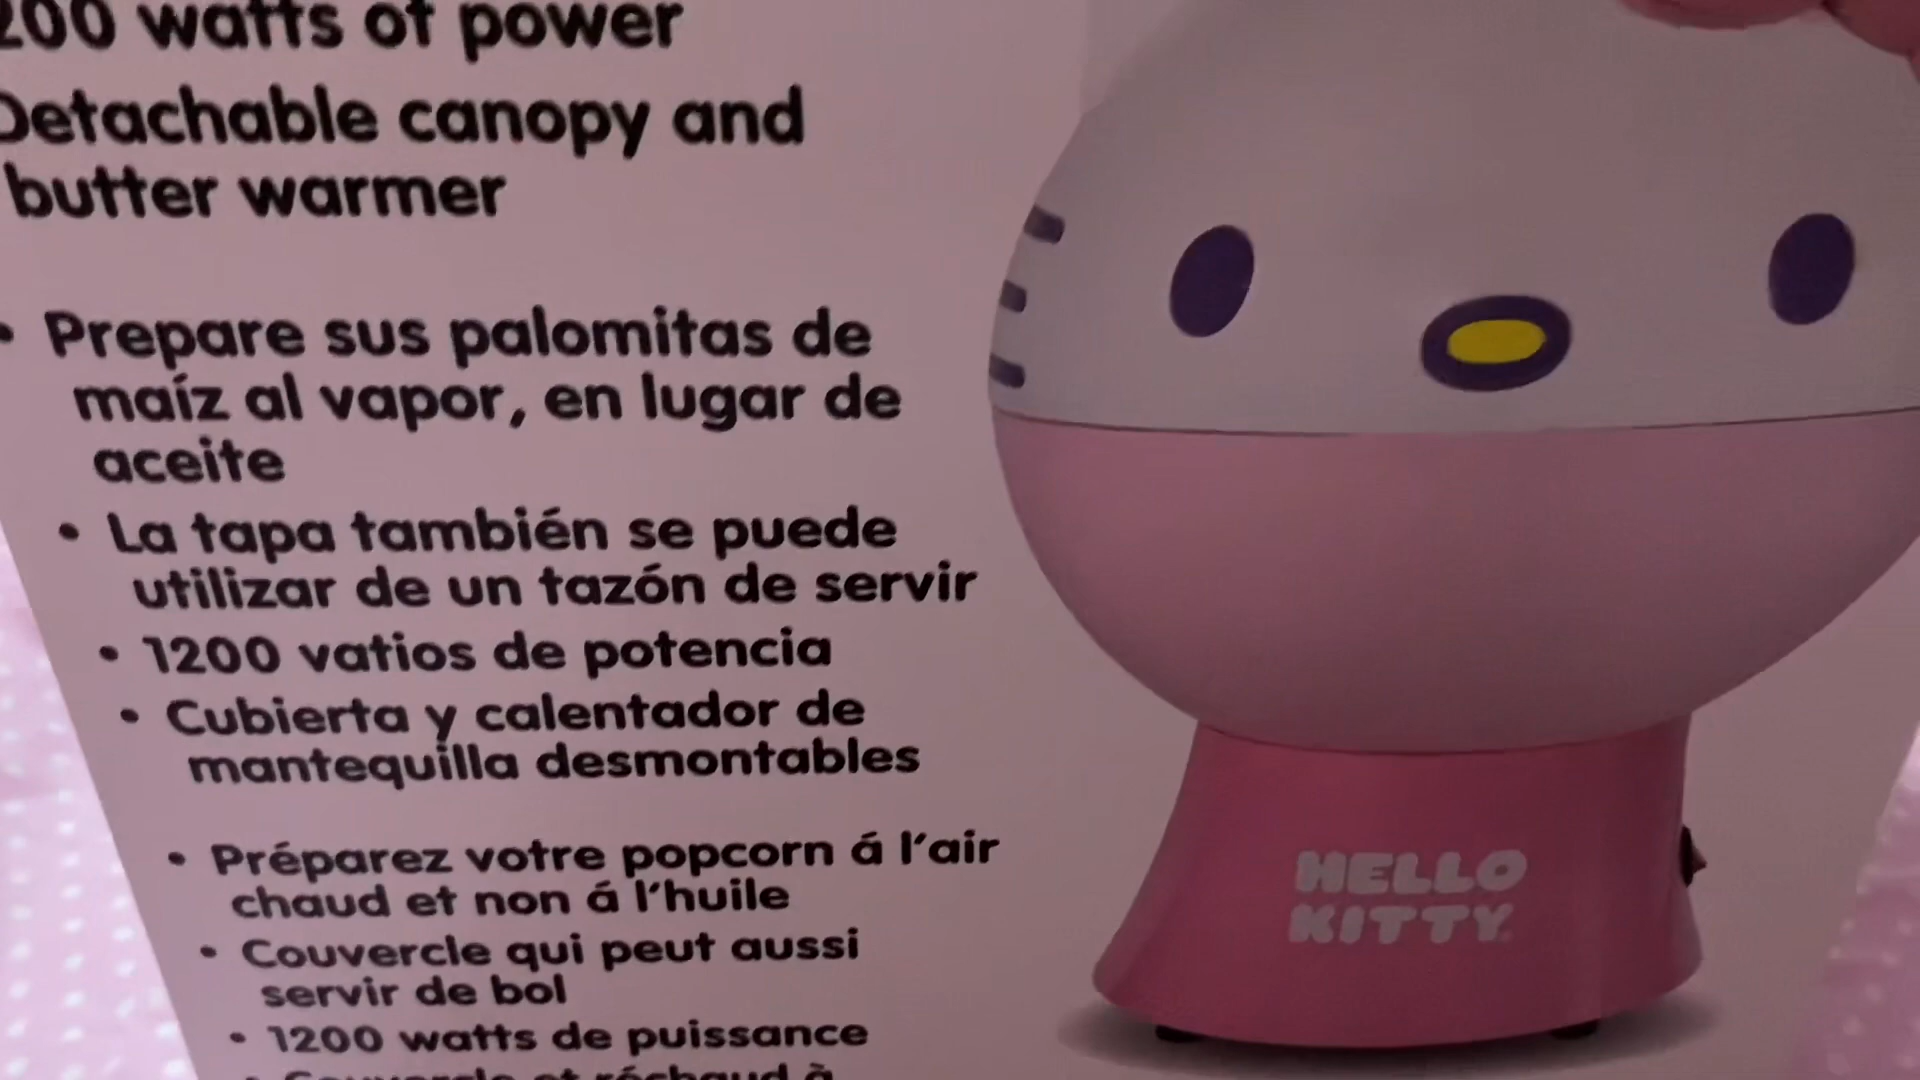 200 watts of power
Detachable canopy and
butter warmer
• Prepare sus palomitas de
maíz al vapor, en lugar de
aceite
• La tapa también se puede
utilizar de un tazón de servir
• 1200 vatios de potencia
• Cubierta y calentador de
mantequilla desmontables
• Préparez votre popcorn á l'air
chaud et non á l'huile
• Couvercle qui peut aussi
servir de bol
• 1200 watts de puissance
• Couvercle et réchaud à
HELLO
KITTY